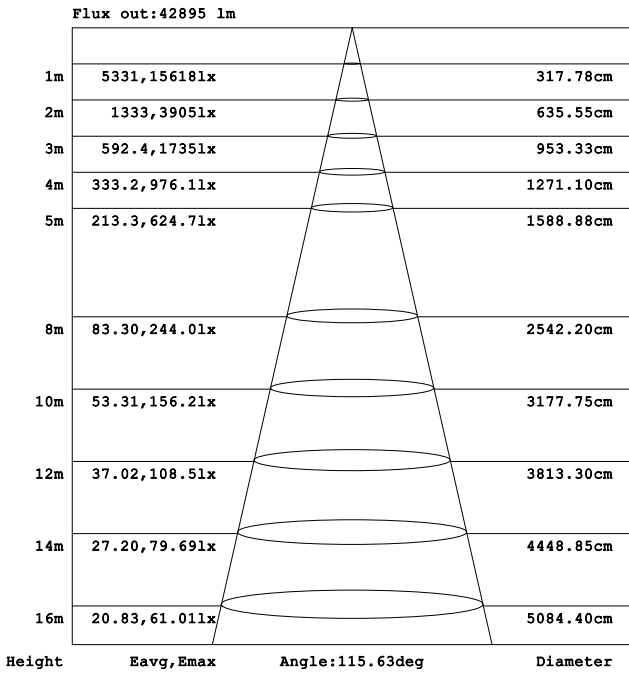 Flux out:42895 lm
1m 5331,15618lx 317.78cm
2m 1333,3905lx 635.55cm
3m 592.4,1735lx 953.33cm
4m 333.2,976.1lx 1271.10cm
5m 213.3,624.7lx 1588.88cm
8m 83.30,244.0lx 2542.20cm
10m 53.31,156.2lx 3177.75cm
12m 37.02,108.5lx 3813.30cm
14m 27.20,79.69lx 4448.85cm
16m 20.83,61.01lx 5084.40cm
Height Eavg,Emax Angle:115.63deg Diameter